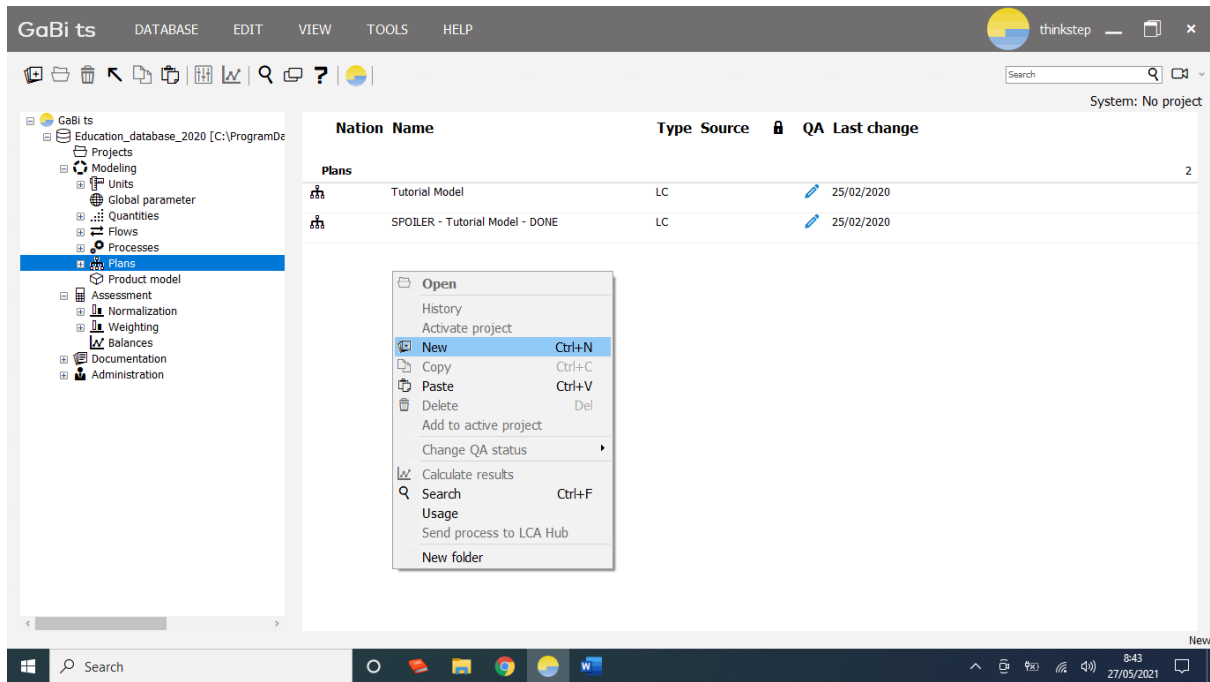 GaBi ts DATABASE EDIT VIEW TOOLS HELP thinkstep
Search
System: No project
GaBi ts
Education_database_2020 [C:\ProgramDa
Projects
Modeling
Units
Global parameter
Quantities
Flows
Processes
Plans
Product model
Assessment
Normalization
Weighting
Balances
Documentation
Administration
Nation Name Type Source QA Last change
Plans 2
Tutorial Model LC 25/02/2020
SPOILER - Tutorial Model - DONE LC 25/02/2020
Open
History
Activate project
New Ctrl+N
Copy Ctrl+C
Paste Ctrl+V
Delete Del
Add to active project
Change QA status
Calculate results
Search Ctrl+F
Usage
Send process to LCA Hub
New folder
New
Search 8:43
27/05/2021